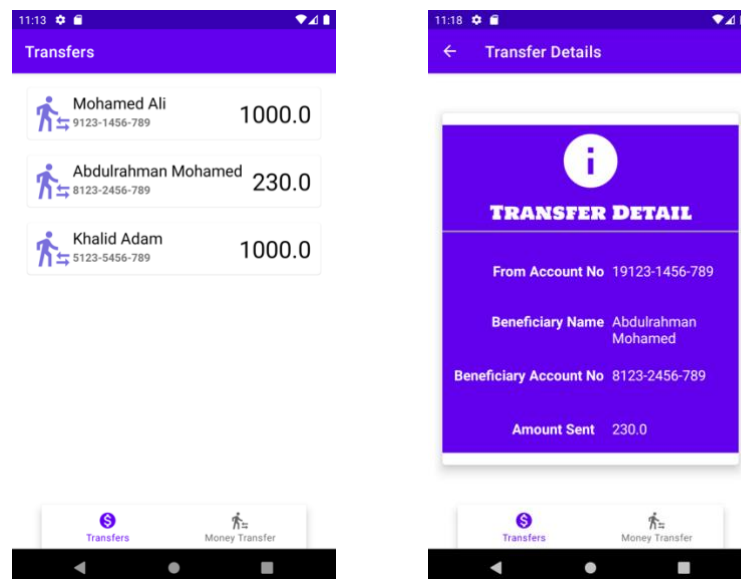 11:13
Transfers
Mohamed Ali
9123-1456-789
1000.0
Abdulrahman Mohamed
8123-2456-789
230.0
Khalid Adam
5123-5456-789
1000.0
Transfers
Money Transfer
11:18
Transfer Details
TRANSFER DETAIL
From Account No 19123-1456-789
Beneficiary Name Abdulrahman
Mohamed
Beneficiary Account No 8123-2456-789
Amount Sent 230.0
Transfers
Money Transfer